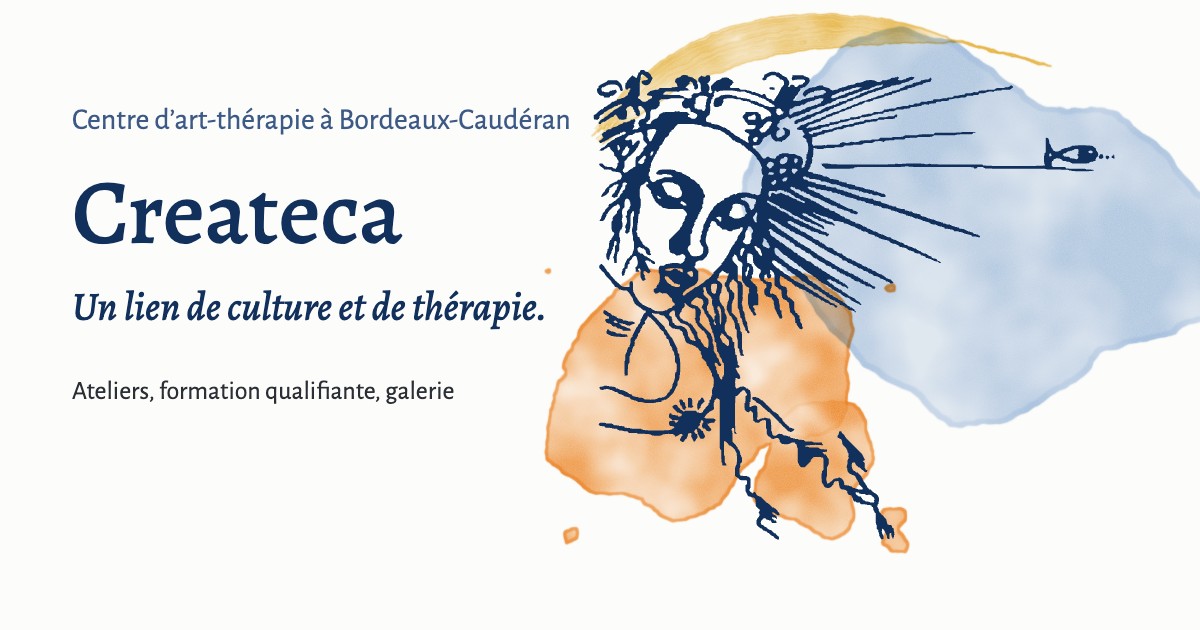 Centre d’art-thérapie à Bordeaux-Caudéran
Createca
Un lien de culture et de thérapie.
Ateliers, formation qualifiante, galerie